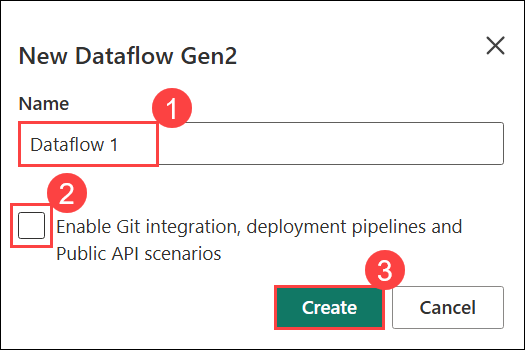 New Dataflow Gen2
Name
1
Dataflow 1
2
Enable Git integration, deployment pipelines and
Public API scenarios
3
Create
Cancel